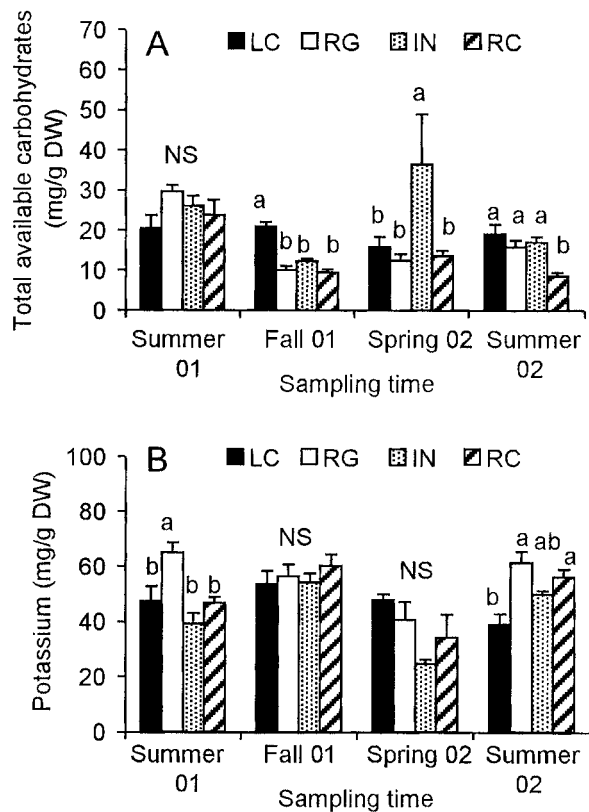 A
LC RG IN RC
Total available carbohydrates
(mg/g DW)
70
60
50
40
30
20
10
0
NS
a
b b b
a
b b b
a a a
b
Summer
01
Fall 01
Spring 02
Summer
02
Sampling time
B
LC RG IN RC
Potassium (mg/g DW)
100
80
60
40
20
0
a
b b b
NS
NS
a ab a
b
Summer
01
Fall 01
Spring 02
Summer
02
Sampling time